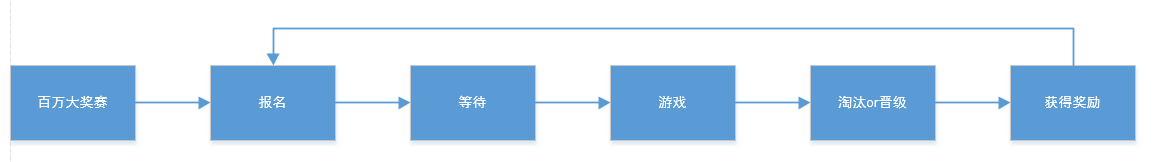 百万大奖赛
报名
等待
游戏
淘汰or晋级
获得奖励